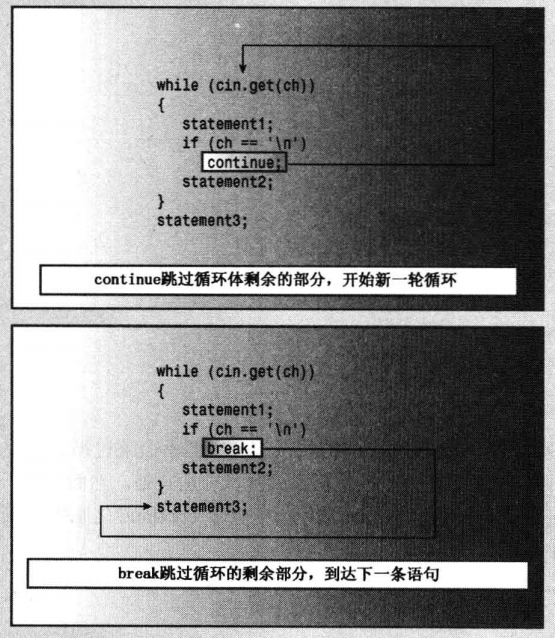 while (cin.get(ch))
{
statement1;
if (ch == '\n')
continue;
statement2;
}
statement3;
continue跳过循环体剩余的部分，开始新一轮循环
while (cin.get(ch))
{
statement1;
if (ch == '\n')
break;
statement2;
}
statement3;
break跳过循环的剩余部分，到达下一条语句